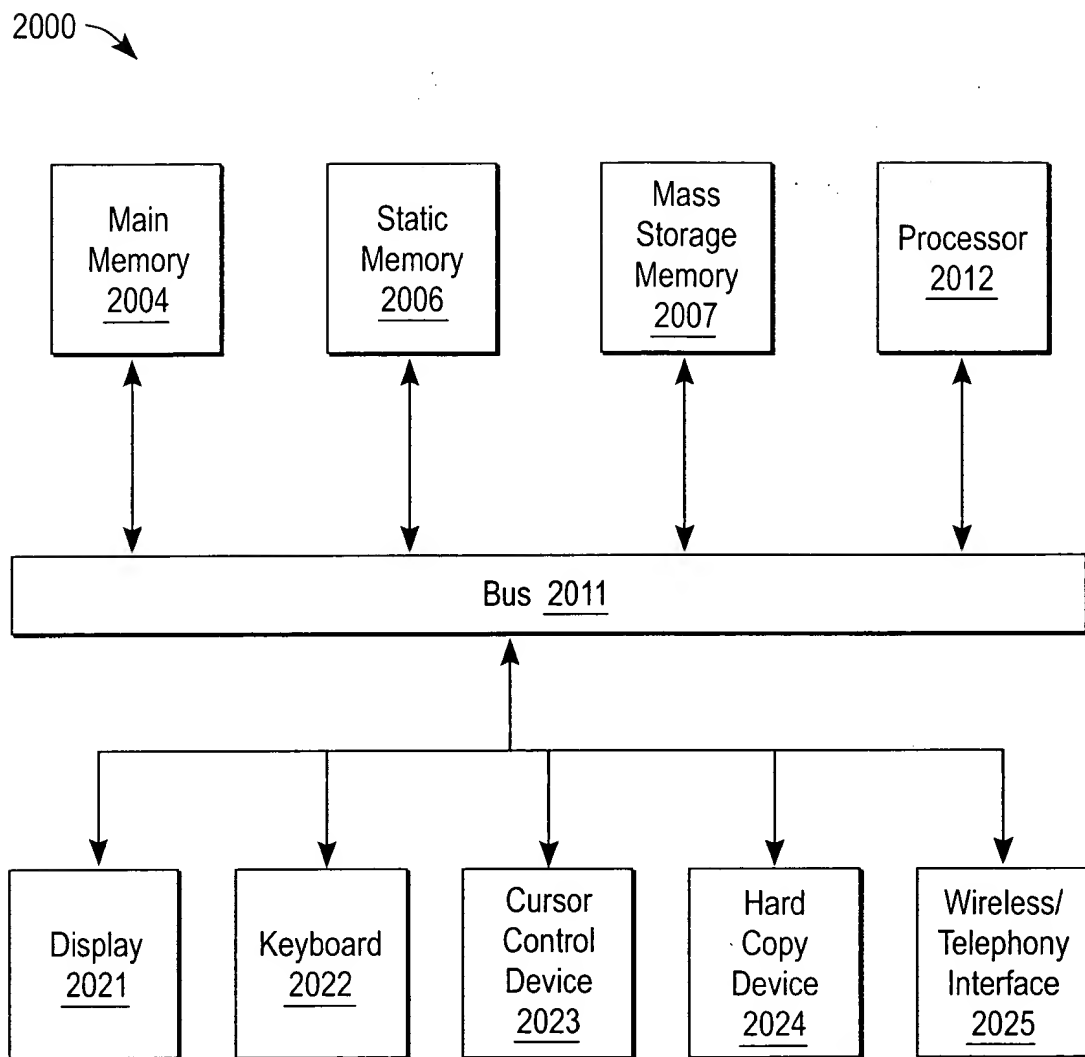 2000
Main
Memory
2004
Static
Memory
2006
Mass
Storage
Memory
2007
Processor
2012
Bus 2011
Display
2021
Keyboard
2022
Cursor
Control
Device
2023
Hard
Copy
Device
2024
Wireless/
Telephony
Interface
2025